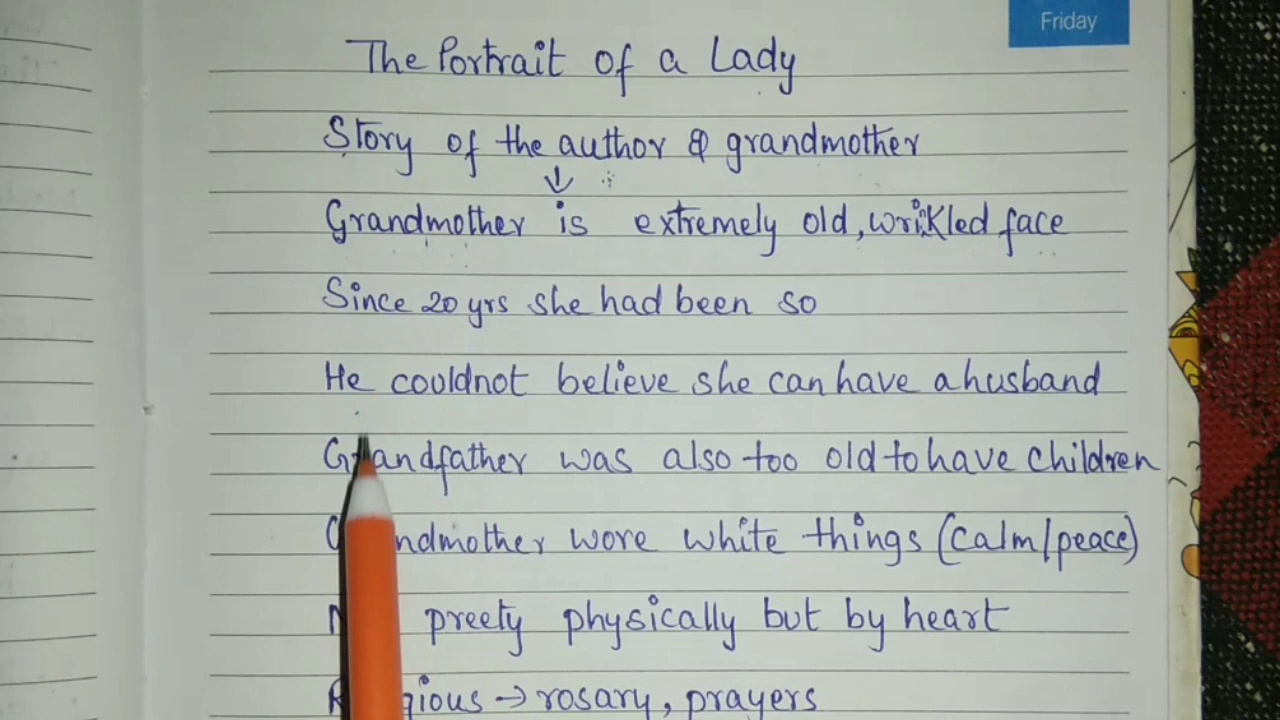 Friday
The Portrait of a Lady
Story of the author & grandmother
↓
Grandmother is extremely old, wrikled face
Since 20 yrs she had been so
He couldnot believe she can have a husband
Grandfather was also too old to have children
Grandmother wore white things (calm/peace)
preety physically but by heart
Religious → rosary, prayers